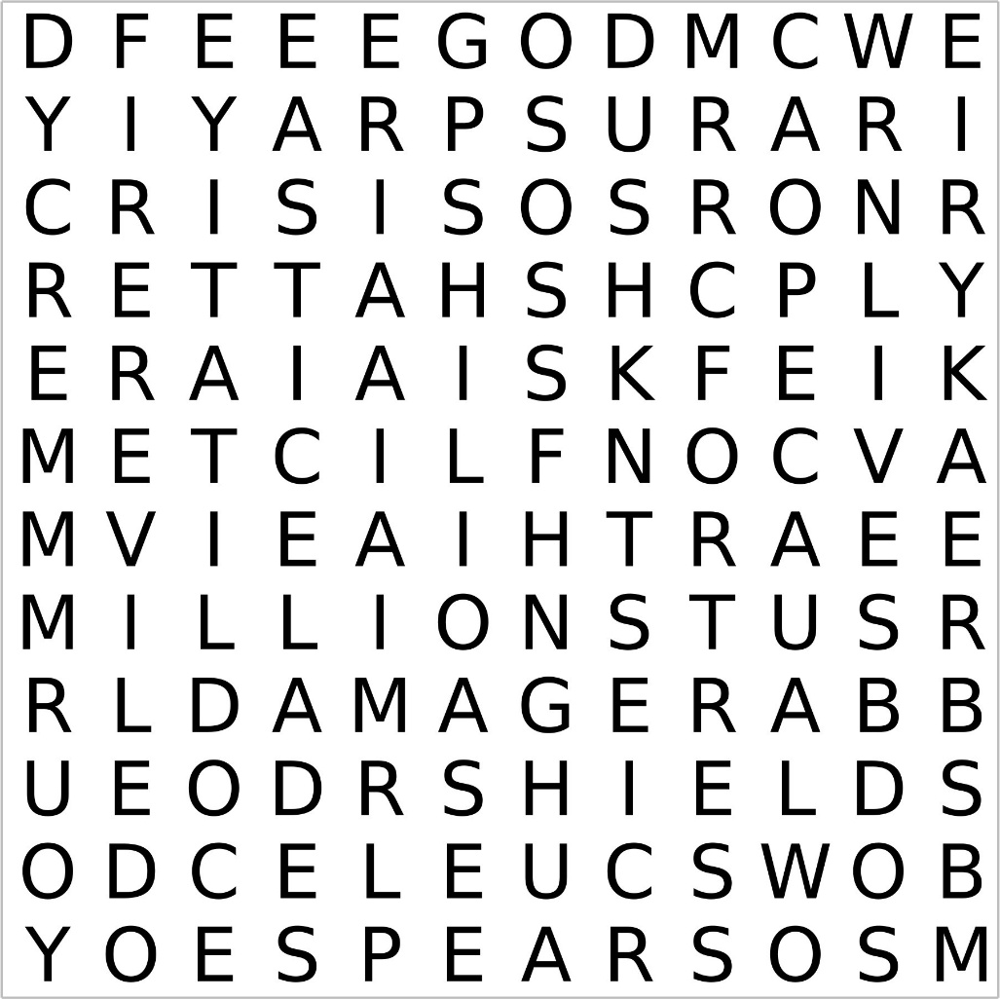 D F E E E G O D M C W E
Y I Y A R P S U R A R I
C R I S I S O S R O N R
R E T T A H S H C P L Y
E R A I A I S K F E I K
M E T C I L F N O C V A
M V I E A I H T R A E E
M I L L I O N S T U S R
R L D A M A G E R A B B
U E O D R S H I E L D S
O D C E L E U C S W O B
Y O E S P E A R S O S M